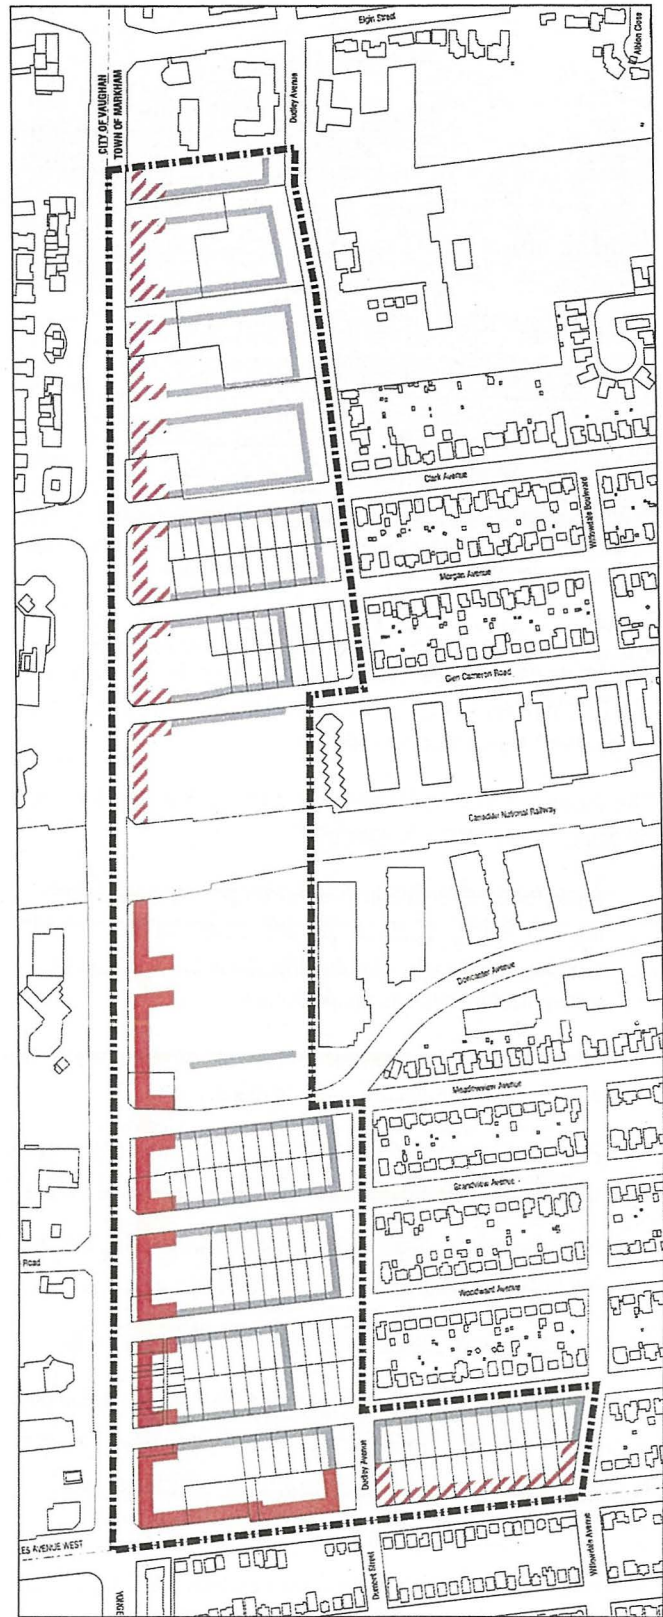 Elgin Street
Albion Close
Dudley Avenue
CITY OF VAUGHAN
TOWN OF MARKHAM
Clark Avenue
Willowdale Boulevard
Morgan Avenue
Glen Cameron Road
Canadian National Railway
Doncaster Avenue
Meadowview Avenue
Grandview Avenue
Road
Woodward Avenue
Dudley Avenue
ES AVENUE WEST
YONGE
Dumont Street
Willowdale Avenue